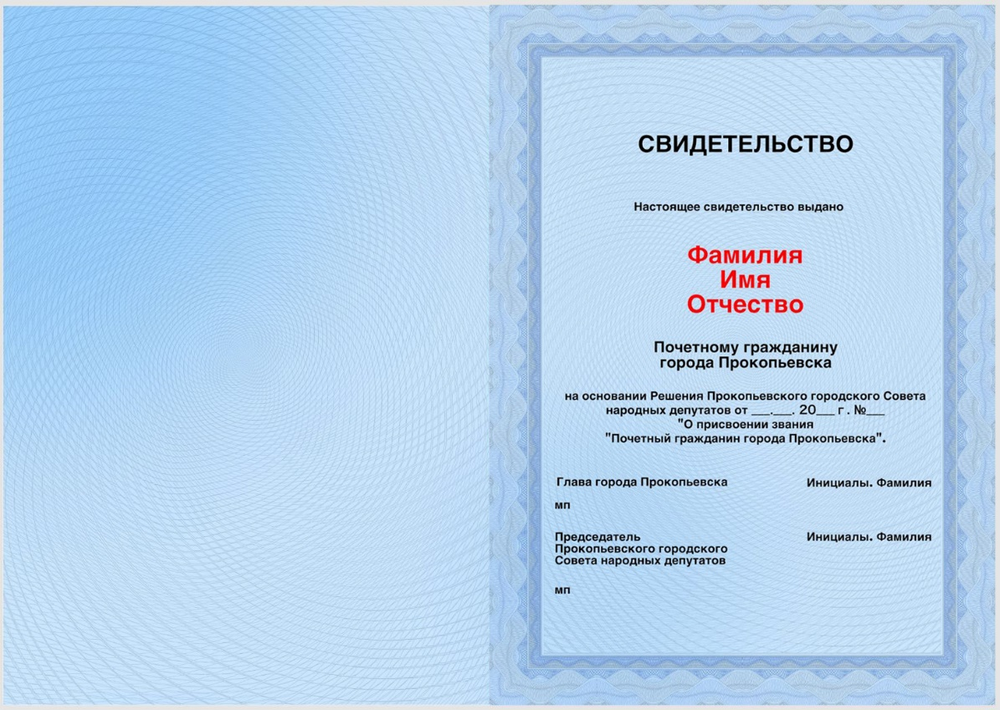 СВИДЕТЕЛЬСТВО
Настоящее свидетельство выдано
Фамилия
Имя
Отчество
Почетному гражданину
города Прокопьевска
на основании Решения Прокопьевского городского Совета
народных депутатов от ___.___. 20___ г . №___
"О присвоении звания
"Почетный гражданин города Прокопьевска".
Глава города Прокопьевска Инициалы. Фамилия
мп
Председатель Инициалы. Фамилия
Прокопьевского городского
Совета народных депутатов
мп